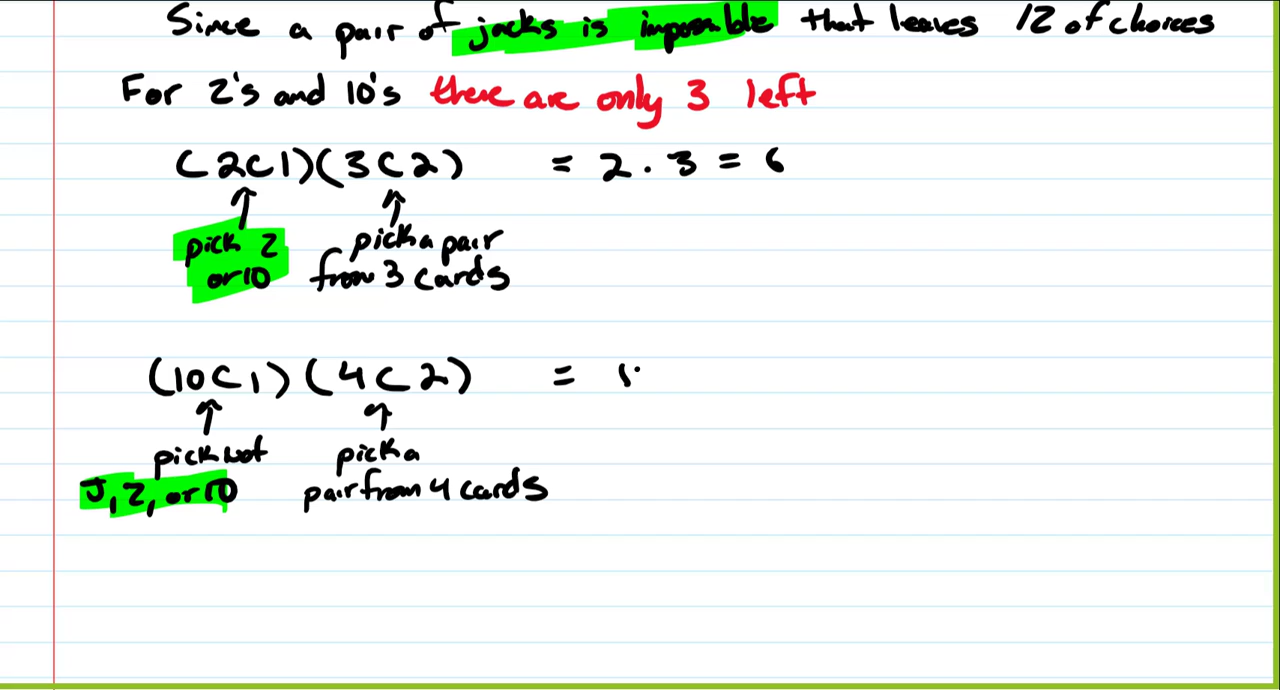 Since a pair of jacks is impossible that leaves 12 of choices
For 2's and 10's there are only 3 left
(2C1)(3C2) = 2 · 3 = 6
↑ ↑
pick 2 pick a pair
or 10 from 3 cards
(10C1)(4C2) =
↑ ↑
pick not pick a
J, 2, or 10 pair from 4 cards